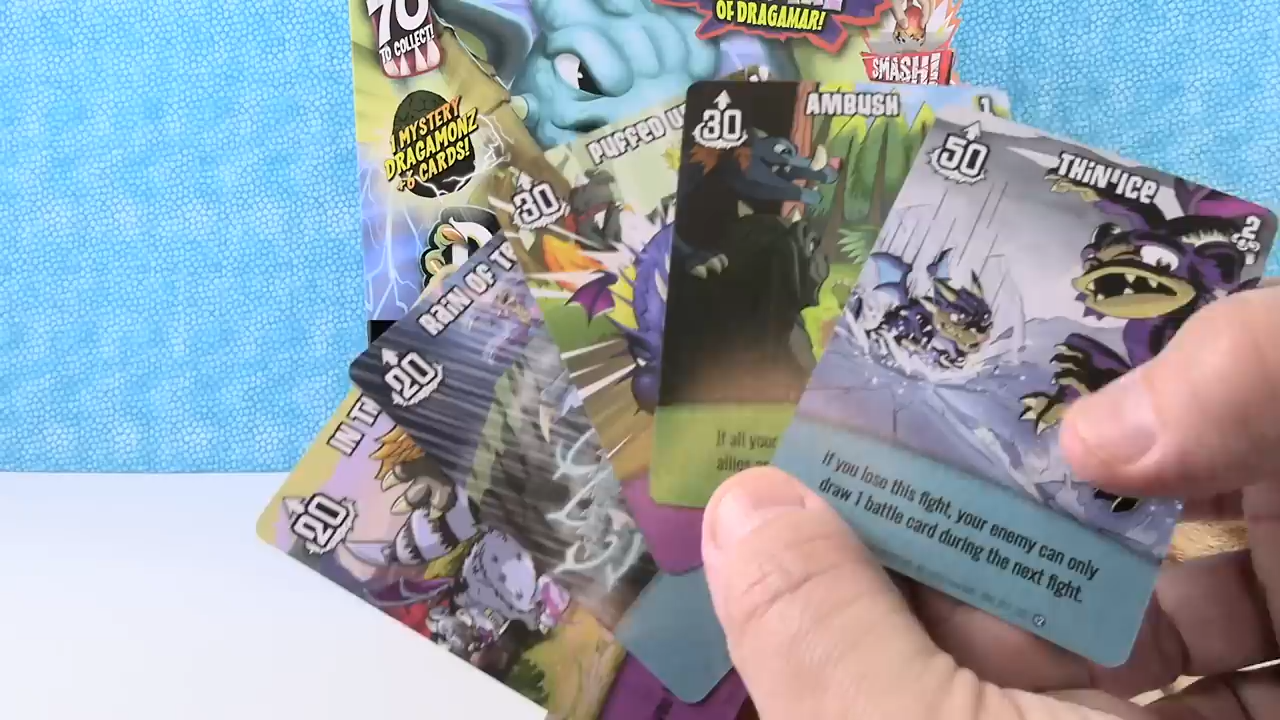 70
TO COLLECT!
OF DRAGAMAR!
SMASH!
1 MYSTERY
DRAGAMONZ
+6 CARDS!
PUFFED
30
30
AMBUSH
1
50
THIN ICE
2
RAIN OF
20
IN
20
If all your
allies
If you lose this fight, your enemy can only
draw 1 battle card during the next fight.